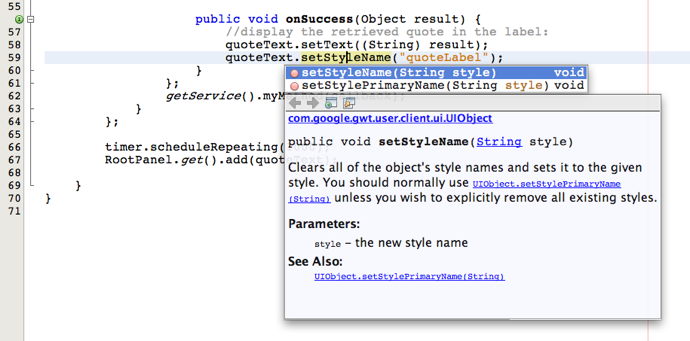 55
56 public void onSuccess(Object result) {
57 //display the retrieved quote in the label:
58 quoteText.setText((String) result);
59 quoteText.setStyleName("quoteLabel");
60 }
setStyleName(String style) void
61 };
setStylePrimaryName(String style) void
62 getService().myM
63 }
64 };
65
com.google.gwt.user.client.ui.UIObject
66 timer.scheduleRepeating(
67 RootPanel.get().add(quo
68
69 }
70 }
71
public void setStyleName(String style)
Clears all of the object's style names and sets it to the given
style. You should normally use UIObject.setStylePrimaryName
(String) unless you wish to explicitly remove all existing styles.
Parameters:
style – the new style name
See Also:
UIObject.setStylePrimaryName(String)